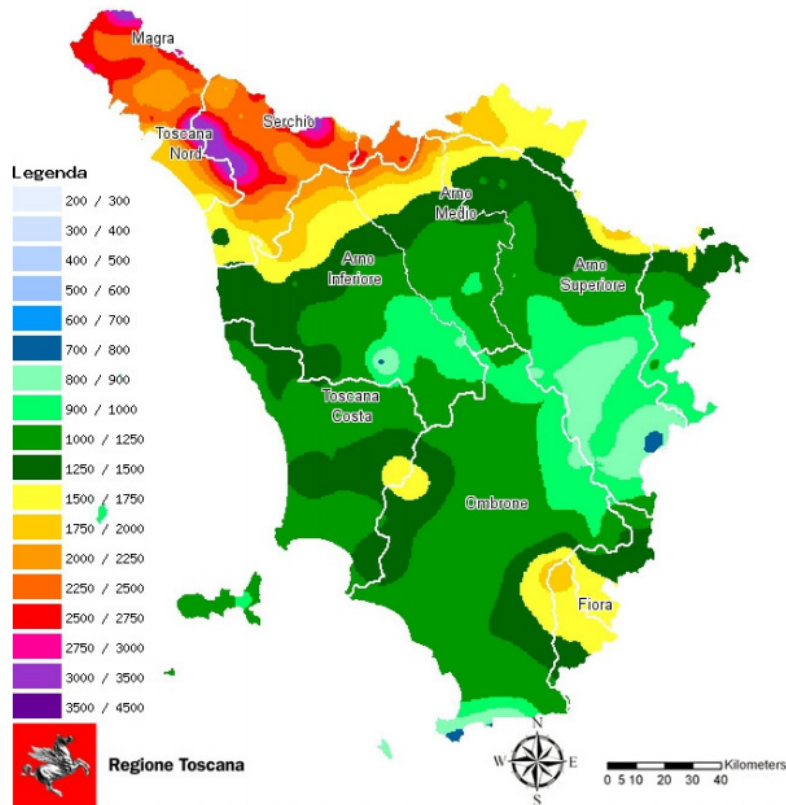 Magra
Serchio
Toscana
Nord
Legenda
200 / 300
300 / 400
400 / 500
500 / 600
600 / 700
700 / 800
800 / 900
900 / 1000
1000 / 1250
1250 / 1500
1500 / 1750
1750 / 2000
2000 / 2250
2250 / 2500
2500 / 2750
2750 / 3000
3000 / 3500
3500 / 4500
Arno
Medio
Arno
Inferiore
Arno
Superiore
Toscana
Costa
Ombrone
Fiora
Regione Toscana
N
W E
S
Kilometers
0 5 10 20 30 40